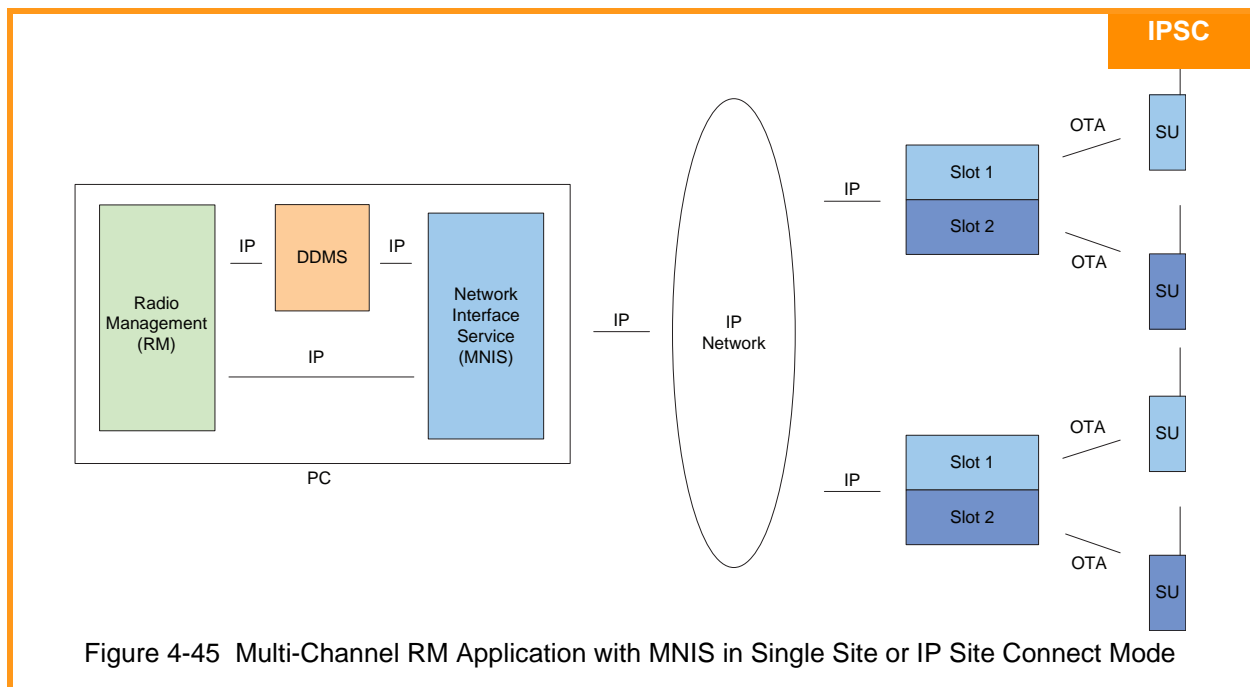 IPSC
Radio
Management
(RM)
IP
DDMS
IP
IP
Network
Interface
Service
(MNIS)
PC
IP
IP
Network
IP
Slot 1
Slot 2
OTA
SU
OTA
SU
IP
Slot 1
Slot 2
OTA
SU
OTA
SU
Figure 4-45 Multi-Channel RM Application with MNIS in Single Site or IP Site Connect Mode